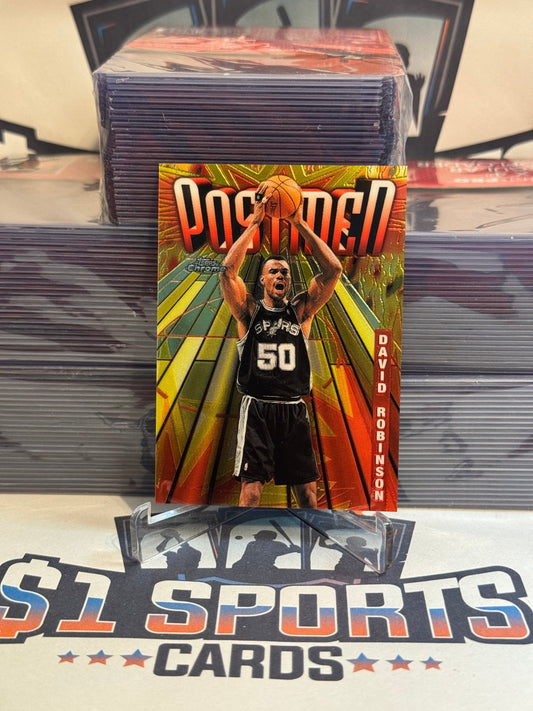 POSTMEN
Topps
Chrome
SPURS
50
DAVID ROBINSON
$1 SPORTS
CARDS